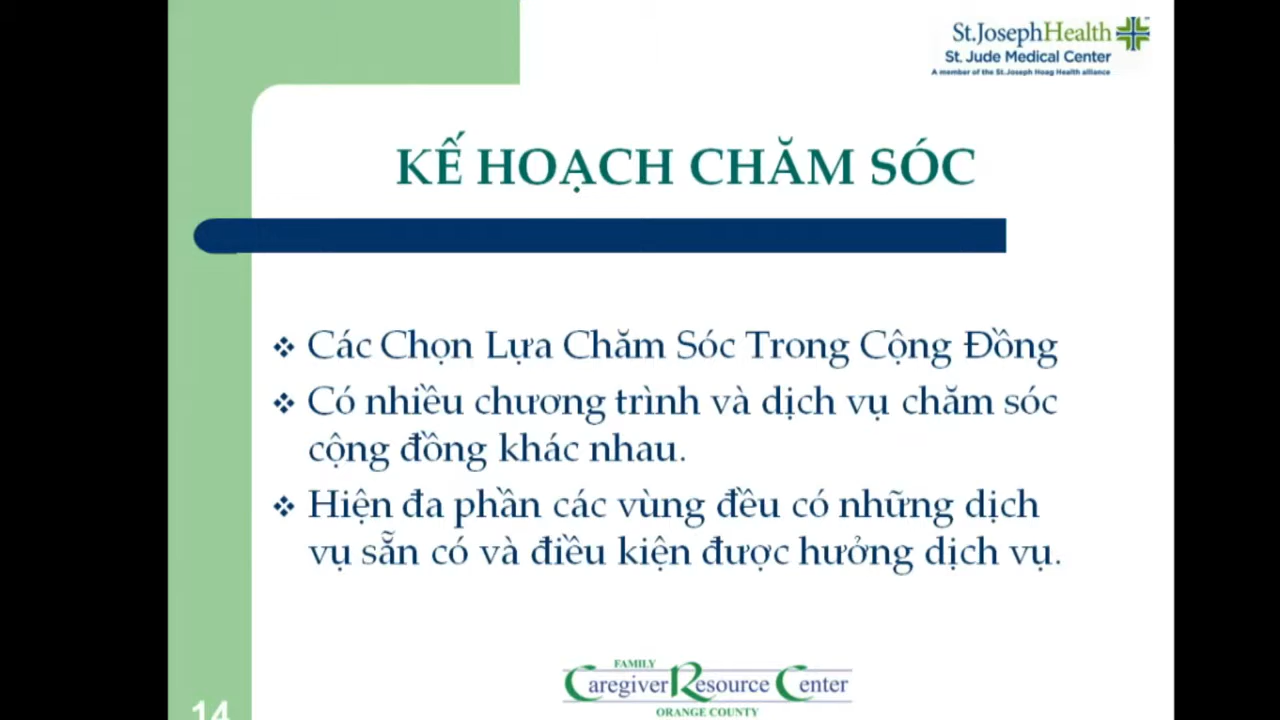 St.JosephHealth
St. Jude Medical Center
A member of the St.Joseph Hoag Health alliance
KẾ HOẠCH CHĂM SÓC
Các Chọn Lựa Chăm Sóc Trong Cộng Đồng
Có nhiều chương trình và dịch vụ chăm sóc
cộng đồng khác nhau.
Hiện đa phần các vùng đều có những dịch
vụ sẵn có và điều kiện được hưởng dịch vụ.
FAMILY
Caregiver Resource Center
ORANGE COUNTY
14